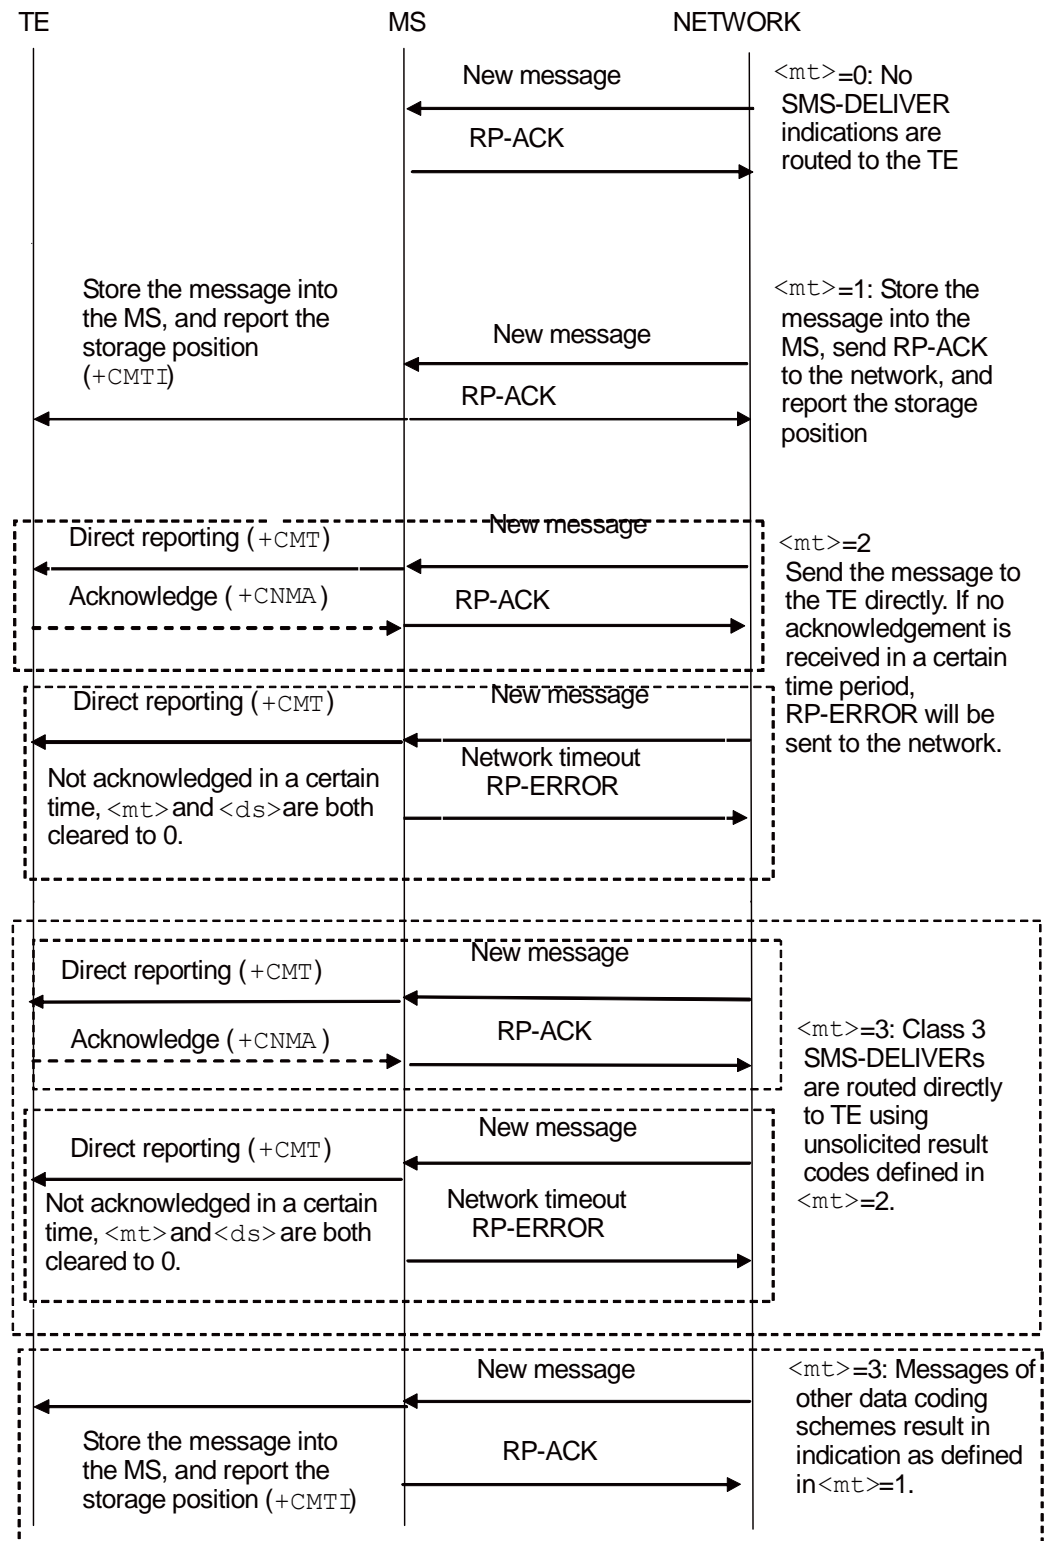 TE MS NETWORK
New message
<mt>=0: No
SMS-DELIVER
indications are
routed to the TE
RP-ACK
Store the message into
the MS, and report the
storage position
(+CMTI)
New message
RP-ACK
<mt>=1: Store the
message into the
MS, send RP-ACK
to the network, and
report the storage
position
Direct reporting (+CMT)
New message
Acknowledge (+CNMA)
RP-ACK
<mt>=2
Send the message to
the TE directly. If no
acknowledgement is
received in a certain
time period,
RP-ERROR will be
sent to the network.
Direct reporting (+CMT)
New message
Not acknowledged in a certain
time, <mt> and <ds> are both
cleared to 0.
Network timeout
RP-ERROR
Direct reporting (+CMT)
New message
Acknowledge (+CNMA)
RP-ACK
<mt>=3: Class 3
SMS-DELIVERs
are routed directly
to TE using
unsolicited result
codes defined in
<mt>=2.
Direct reporting (+CMT)
New message
Not acknowledged in a certain
time, <mt> and <ds> are both
cleared to 0.
Network timeout
RP-ERROR
New message
Store the message into
the MS, and report the
storage position (+CMTI)
RP-ACK
<mt>=3: Messages of
other data coding
schemes result in
indication as defined
in<mt>=1.